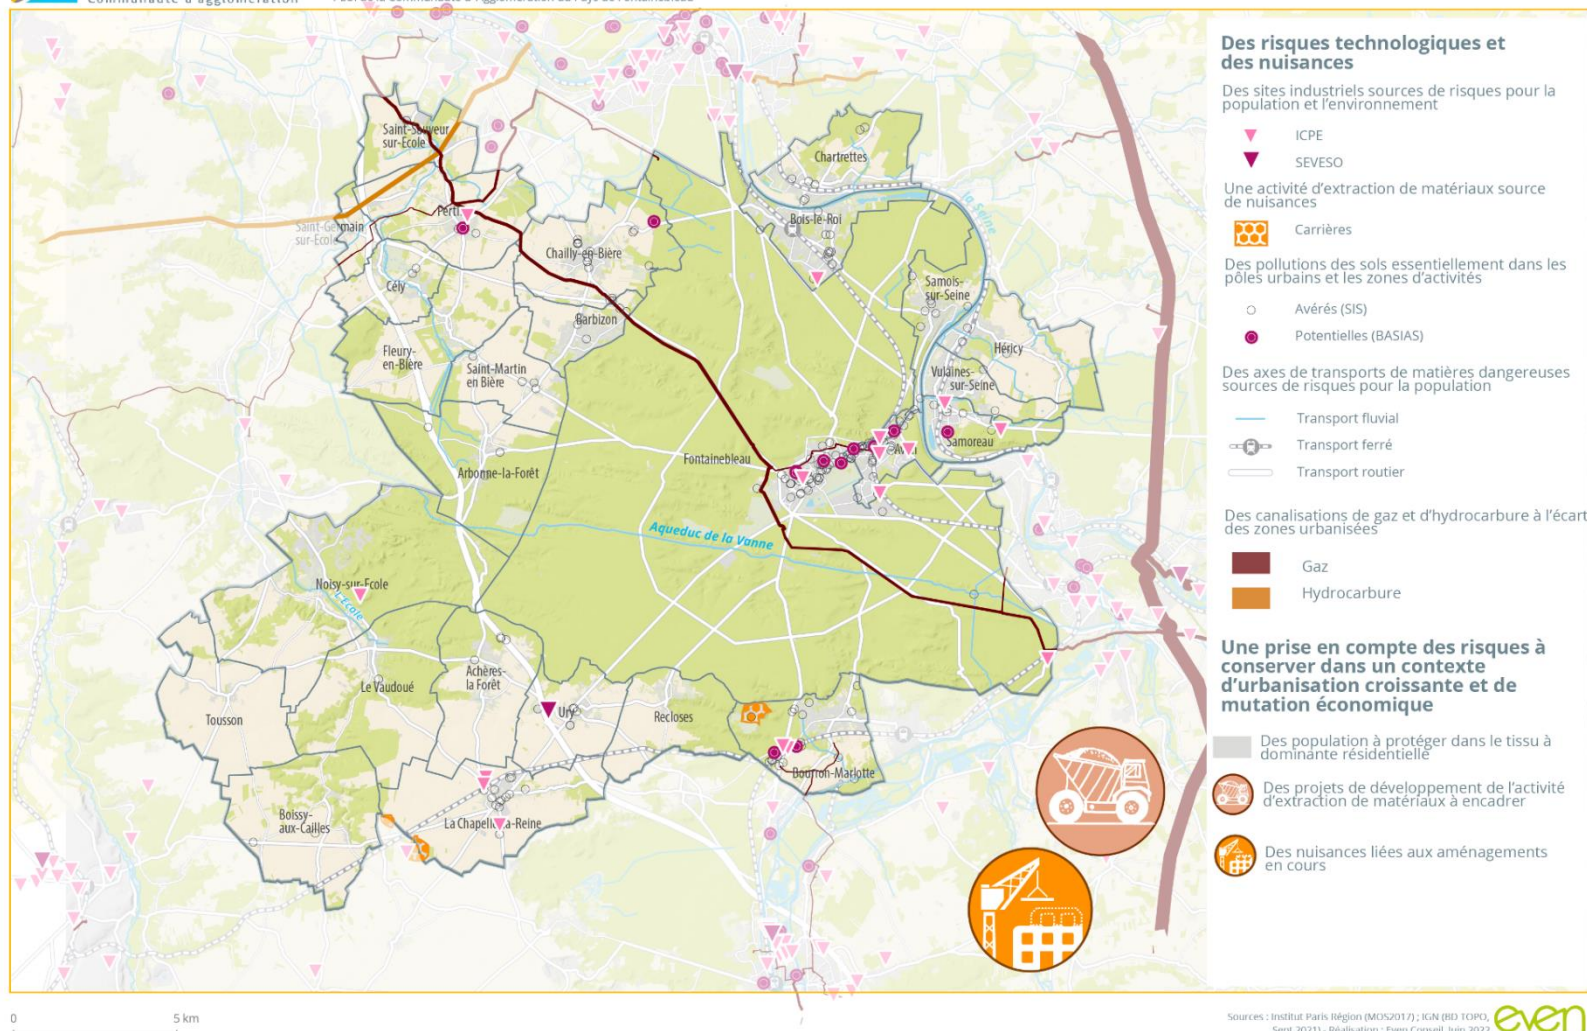 Communauté d'agglomération
Des risques technologiques et
des nuisances
Des sites industriels sources de risques pour la
population et l'environnement
ICPE
SEVESO
Une activité d'extraction de matériaux source
de nuisances
Carrières
Des pollutions des sols essentiellement dans les
pôles urbains et les zones d'activités
Avérés (SIS)
Potentielles (BASIAS)
Des axes de transports de matières dangereuses
sources de risques pour la population
Transport fluvial
Transport ferré
Transport routier
Des canalisations de gaz et d'hydrocarbure à l'écart
des zones urbanisées
Gaz
Hydrocarbure
Une prise en compte des risques à
conserver dans un contexte
d'urbanisation croissante et de
mutation économique
Des population à protéger dans le tissu à
dominante résidentielle
Des projets de développement de l'activité
d'extraction de matériaux à encadrer
Des nuisances liées aux aménagements
en cours
Saint-Sauveur
sur-École
Chartrettes
la Seine
Perthes
Saint-Germain
sur-École
Bois-le-Roi
Chailly-en-Bière
Cély
Samois-
sur-Seine
Barbizon
Fleury-
en-Bière
Saint-Martin
en Bière
Héricy
Vulaines-
sur-Seine
Samoreau
Avon
Fontainebleau
Arbonne-la-Forêt
Aqueduc de la Vanne
Noisy-sur-Ecole
L'Ecole
Achères-
la Forêt
Le Vaudoué
Tousson
Ury
Recloses
Bourron-Marlotte
Boissy-
aux-Cailles
La Chapelle-la-Reine
0
5 km
Sources : Institut Paris Région (MOS2017) ; IGN (BD TOPO,
Sept 2021) - Réalisation : Even Conseil, Juin 2022
even